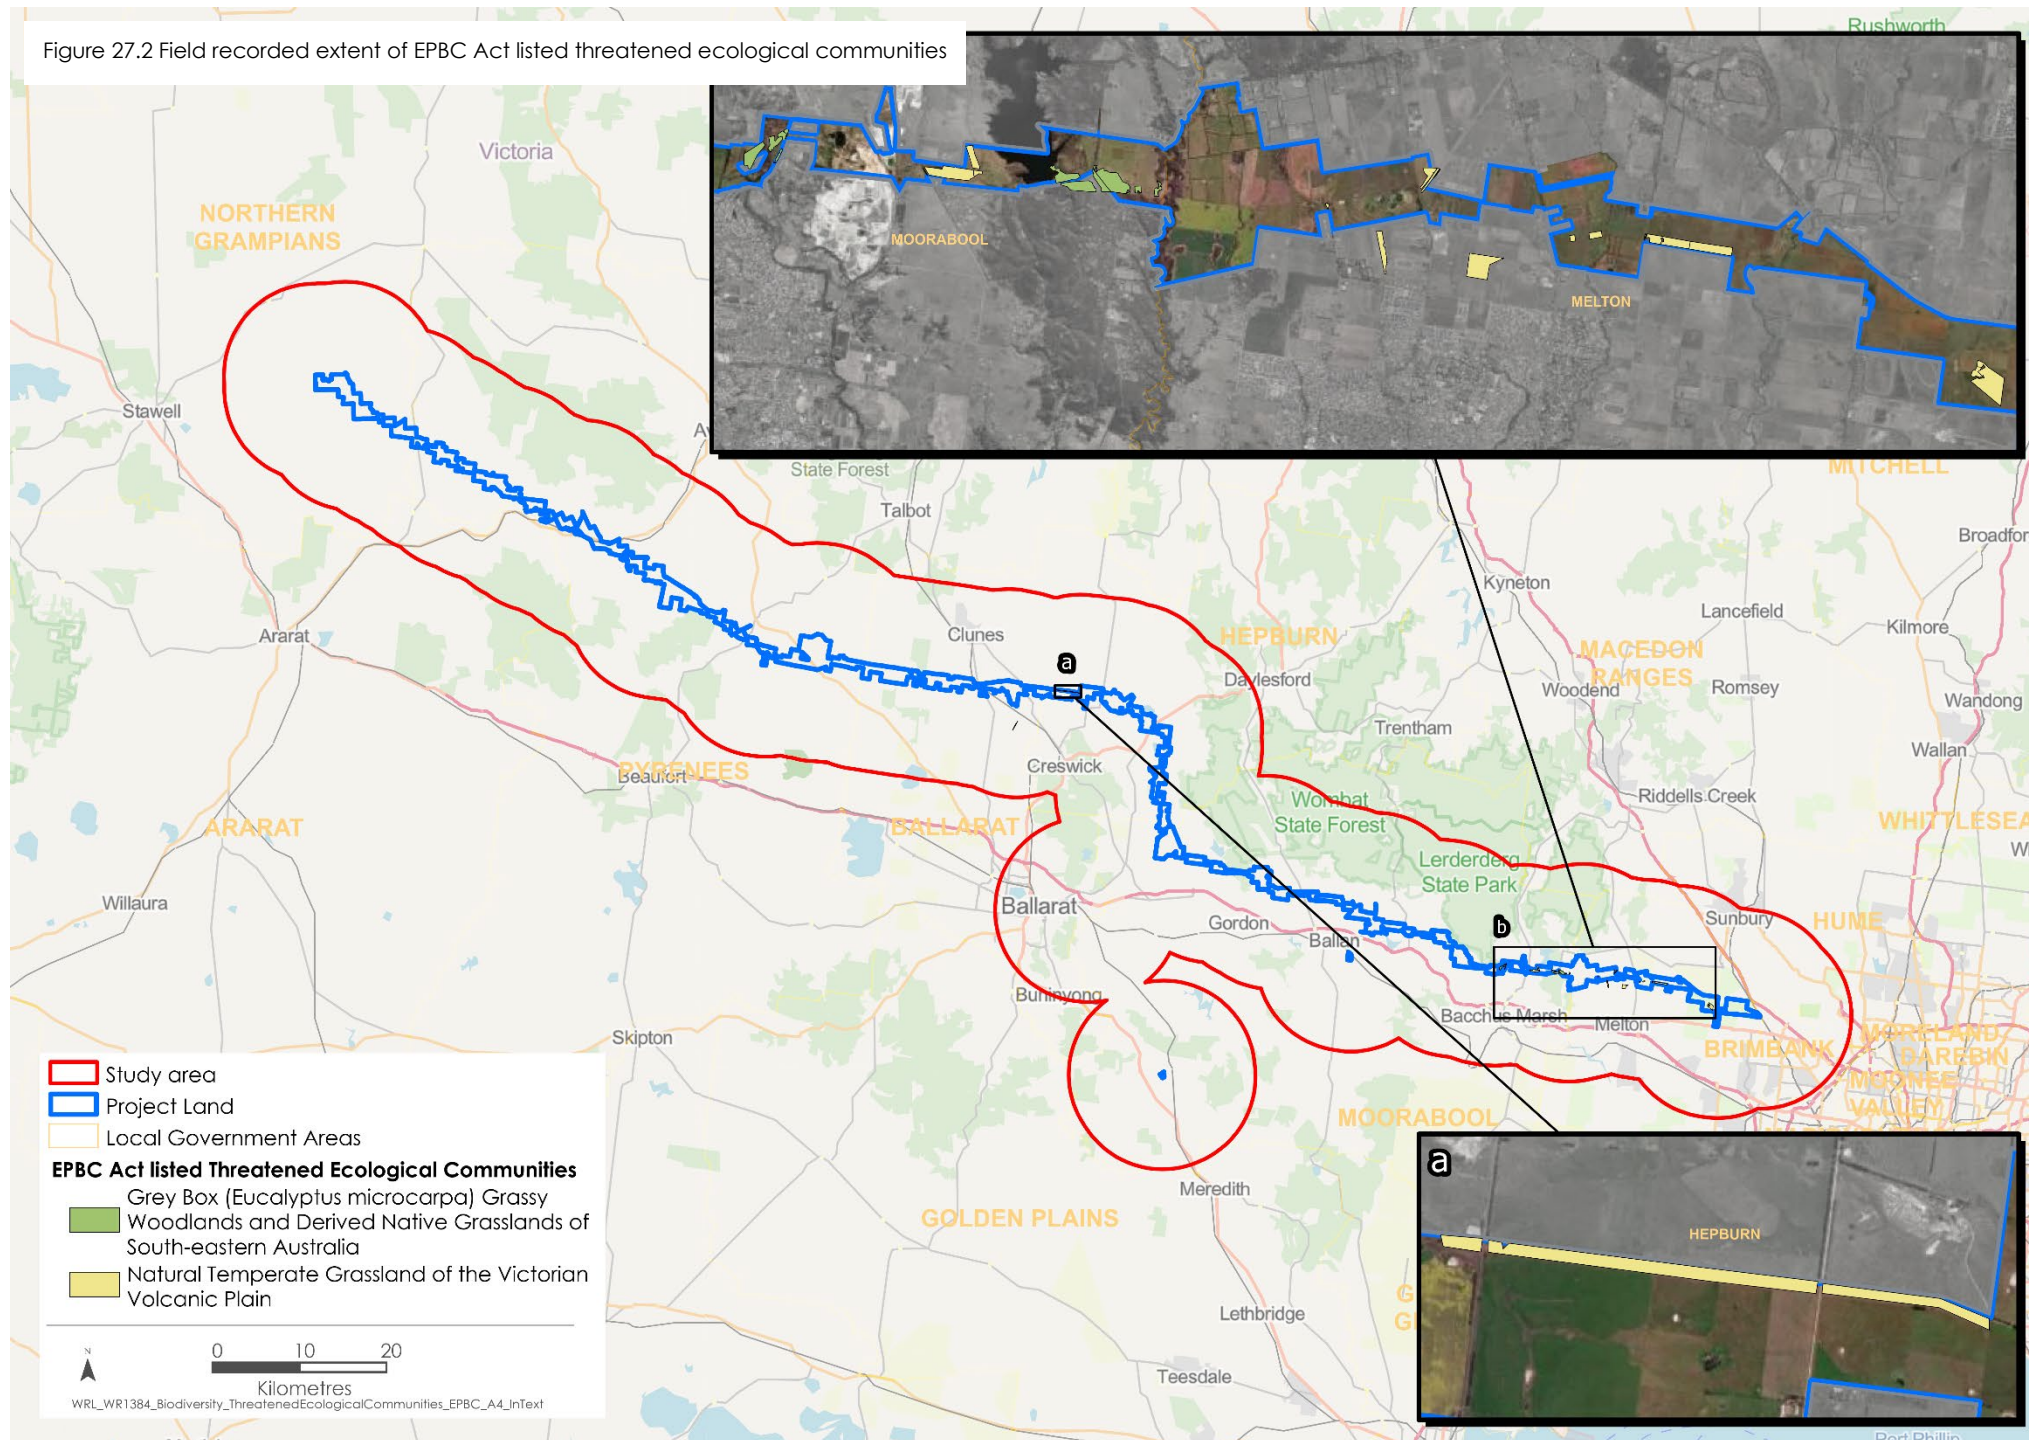 Figure 27.2 Field recorded extent of EPBC Act listed threatened ecological communities
Rushworth
Victoria
NORTHERN
GRAMPIANS
MOORABOOL
MELTON
Stawell
State Forest
MITCHELL
Talbot
Broadfor
Kyneton
Lancefield
Kilmore
Ararat
Clunes
HEPBURN
MACEDON
RANGES
a
Daylesford
Woodend
Romsey
Wandong
Trentham
Wallan
PYRENEES
Beaufort
Creswick
Wombat
State Forest
Riddells Creek
ARARAT
BALLARAT
WHITTLESEA
Lerderderg
State Park
Willaura
Ballarat
Gordon
Ballan
b
Sunbury
HUME
Buninyong
Bacchus Marsh
Melton
Skipton
MORELAND
BRIMBANK
DAREBIN
MOONEE
VALLEY
MOORABOOL
Meredith
GOLDEN PLAINS
Lethbridge
Teesdale
a
HEPBURN
Port Phillip
Study area
Project Land
Local Government Areas
EPBC Act listed Threatened Ecological Communities
Grey Box (Eucalyptus microcarpa) Grassy
Woodlands and Derived Native Grasslands of
South-eastern Australia
Natural Temperate Grassland of the Victorian
Volcanic Plain
N
0 10 20
Kilometres
WRL_WR1384_Biodiversity_ThreatenedEcologicalCommunities_EPBC_A4_InText